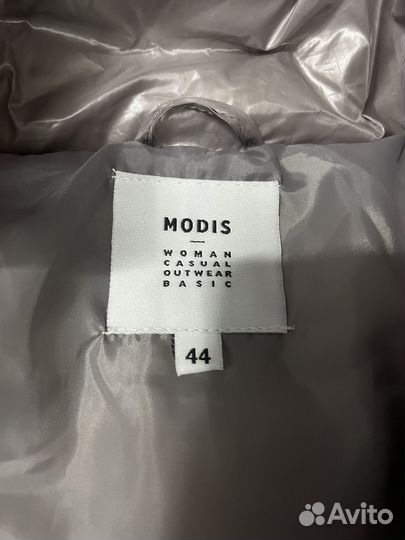 MODIS
WOMAN
CASUAL
OUTWEAR
BASIC
44
Avito